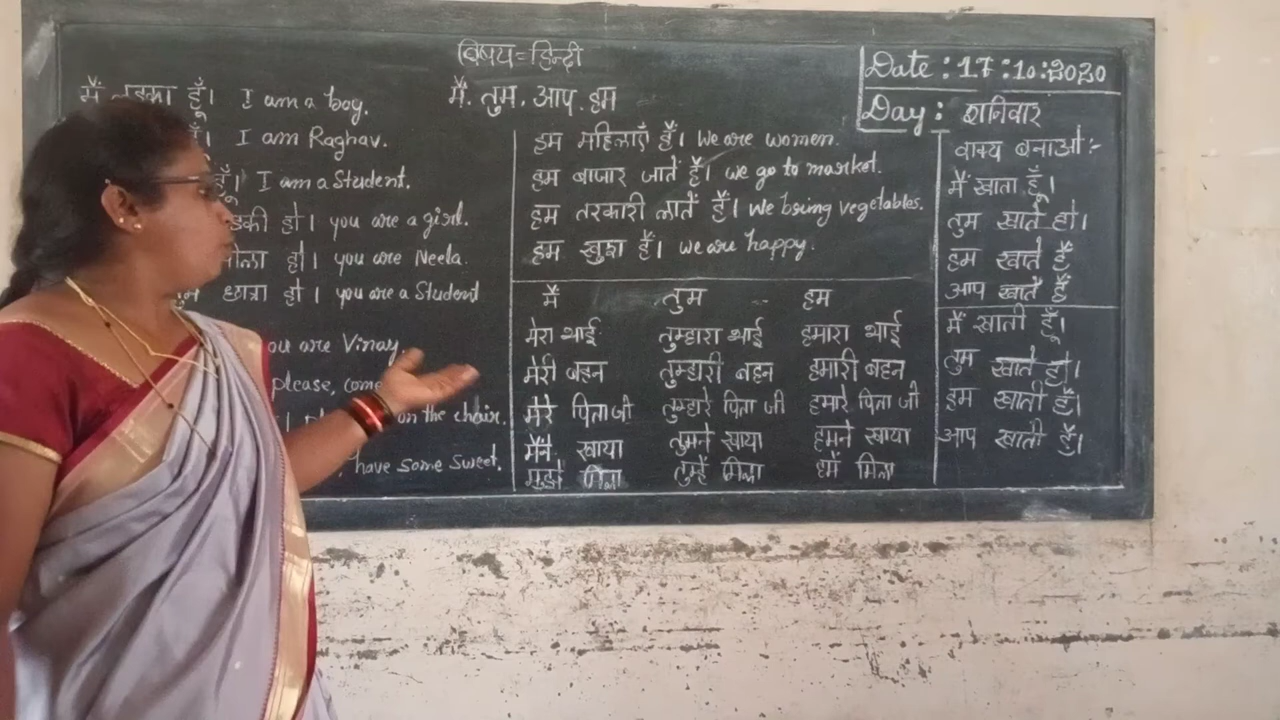 विषय = हिन्दी
Date : 17 : 10 : 2020
Day : शनिवार
मैं, तुम, आप, हम
मैं लड़का हूँ। I am a boy.
हूँ। I am Raghav.
हूँ। I am a Student.
ड़की हो। you are a girl.
नीला हो। you are Neela.
तुम छात्रा हो। you are a Student
you are Vinay
please, come
on the chair.
have some sweet.
हम महिलाएँ हैं। We are women.
हम बाजार जातें हैं। we go to market.
हम तरकारी लातें हैं। We bring vegetables.
हम खुश हैं। we are happy.
मैं तुम -- हम
मेरा भाई तुम्हारा भाई हमारा भाई
मेरी बहन तुम्हारी बहन हमारी बहन
मेरे पिता जी तुम्हारे पिता जी हमारे पिता जी
मैंने खाया तुमने खाया हमने खाया
मुझे मिला तुम्हें मिला हमें मिला
वाक्य बनाओ :-
मैं खाता हूँ।
तुम खाते हो।
हम खाते हैं
आप खाते हैं
मैं खाती हूँ।
तुम खाते हो।
हम खाती हैं।
आप खाती हैं।